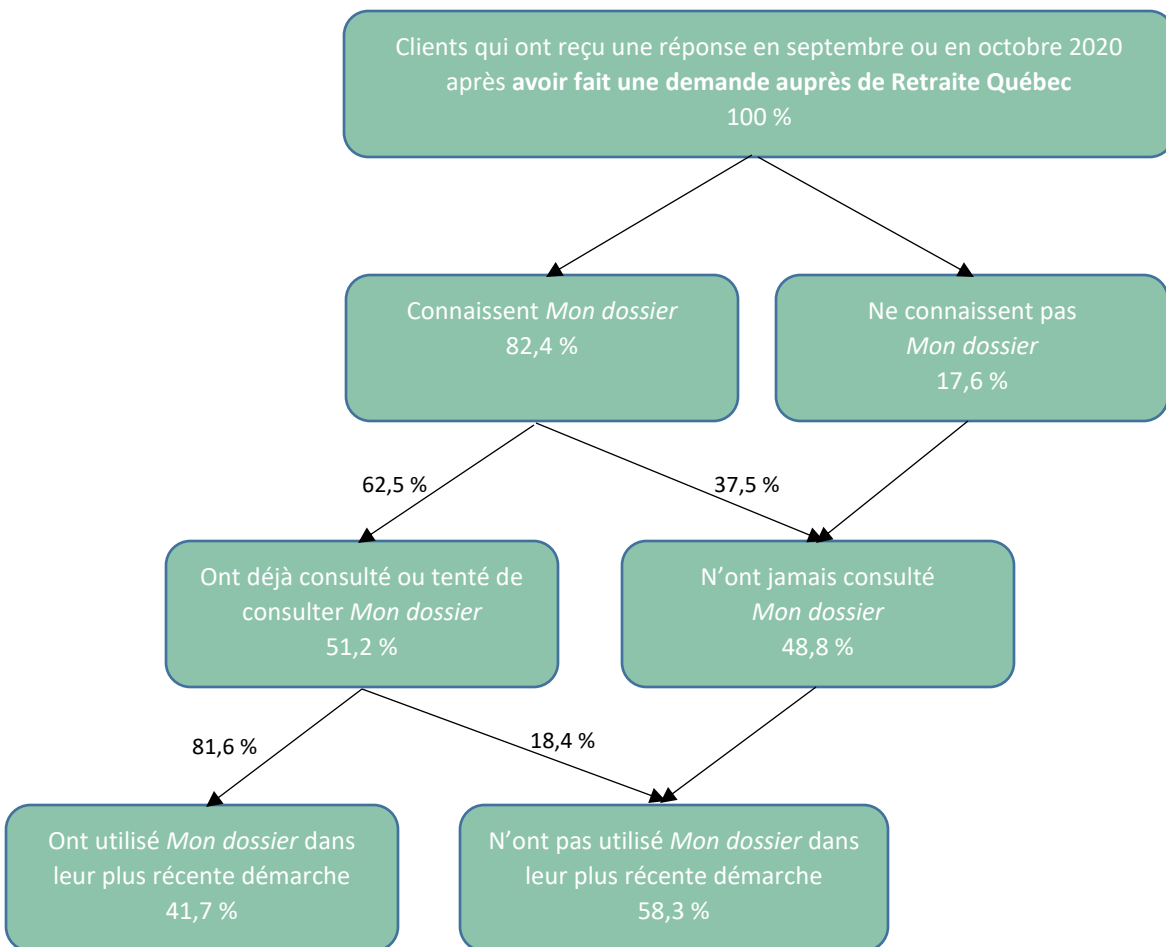 Clients qui ont reçu une réponse en septembre ou en octobre 2020
après avoir fait une demande auprès de Retraite Québec
100 %
Connaissent Mon dossier
82,4 %
Ne connaissent pas
Mon dossier
17,6 %
62,5 %
37,5 %
Ont déjà consulté ou tenté de
consulter Mon dossier
51,2 %
N’ont jamais consulté
Mon dossier
48,8 %
81,6 %
18,4 %
Ont utilisé Mon dossier dans
leur plus récente démarche
41,7 %
N’ont pas utilisé Mon dossier dans
leur plus récente démarche
58,3 %